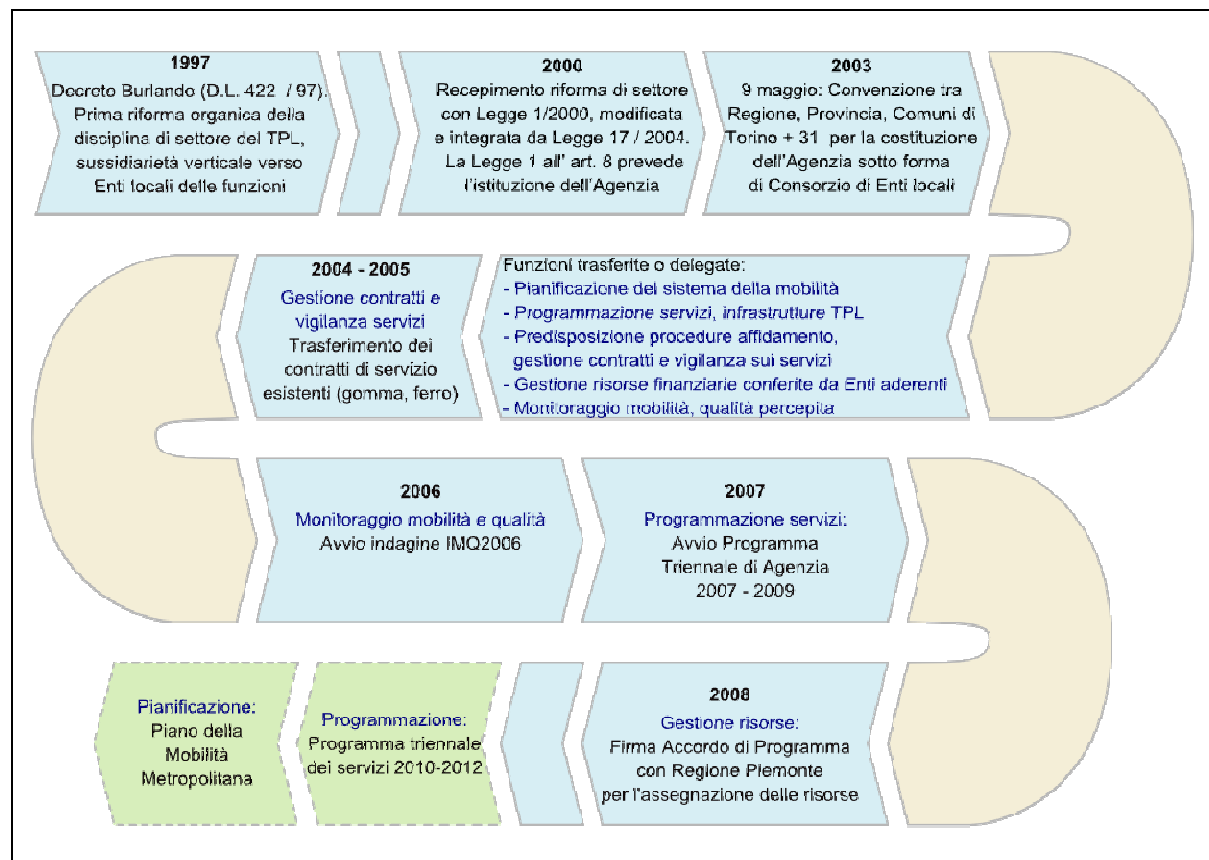 1997
Decreto Burlando (D.L. 422 / 97).
Prima riforma organica della
disciplina di settore del TPL,
sussidiarietà verticale verso
Enti locali delle funzioni
2000
Recepimento riforma di settore
con Legge 1/2000, modificata
e integrata da Legge 17 / 2004.
La Legge 1 all' art. 8 prevede
l'istituzione dell'Agenzia
2003
9 maggio: Convenzione tra
Regione, Provincia, Comuni di
Torino + 31 per la costituzione
dell'Agenzia sotto forma
di Consorzio di Enti locali
Funzioni trasferite o delegate:
- Pianificazione del sistema della mobilità
- Programmazione servizi, infrastrutture TPL
- Predisposizione procedure affidamento,
gestione contratti e vigilanza sui servizi
- Gestione risorse finanziarie conferite da Enti aderenti
- Monitoraggio mobilità, qualità percepita
2004 - 2005
Gestione contratti e
vigilanza servizi
Trasferimento dei
contratti di servizio
esistenti (gomma, ferro)
2006
Monitoraggio mobilità e qualità
Avvio indagine IMQ2006
2007
Programmazione servizi:
Avvio Programma
Triennale di Agenzia
2007 - 2009
2008
Gestione risorse:
Firma Accordo di Programma
con Regione Piemonte
per l'assegnazione delle risorse
Programmazione:
Programma triennale
dei servizi 2010-2012
Pianificazione:
Piano della
Mobilità
Metropolitana